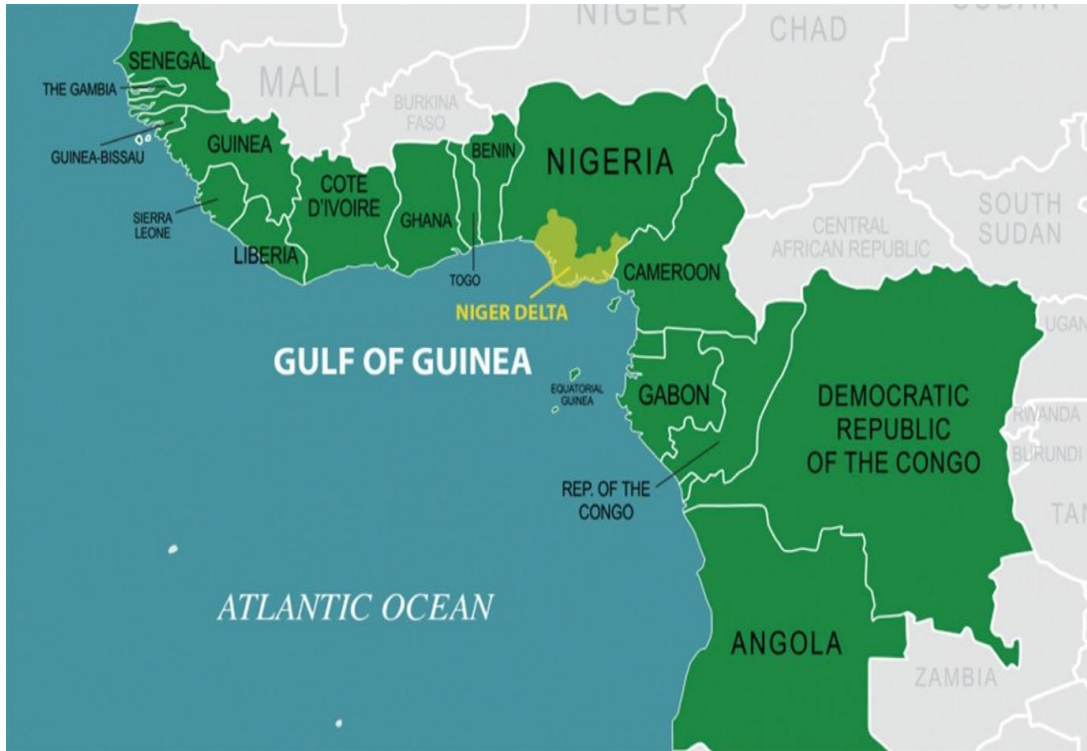 NIGER
CHAD
SENEGAL
MALI
THE GAMBIA
BURKINA
FASO
GUINEA
BENIN
NIGERIA
GUINEA-BISSAU
COTE
D'IVOIRE
GHANA
SOUTH
SUDAN
CENTRAL
AFRICAN REPUBLIC
SIERRA
LEONE
LIBERIA
TOGO
CAMEROON
NIGER DELTA
UGAN
GULF OF GUINEA
EQUATORIAL
GUINEA
GABON
DEMOCRATIC
REPUBLIC
OF THE CONGO
RWANDA
BURUNDI
REP. OF THE
CONGO
TAN
ATLANTIC OCEAN
ANGOLA
ZAMBIA